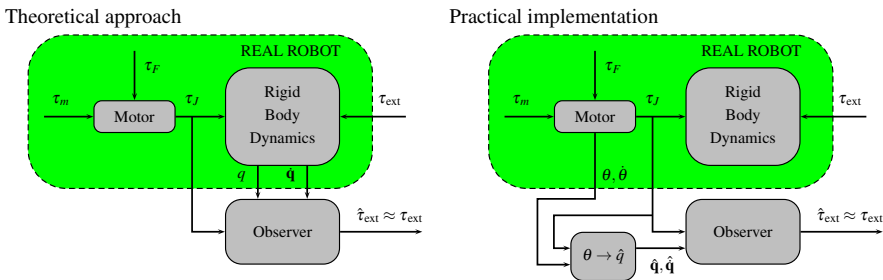 Theoretical approach
REAL ROBOT
τ_F
τ_m
Motor
τ_J
Rigid
Body
Dynamics
τ_ext
q
q̇
Observer
τ̂_ext ≈ τ_ext
Practical implementation
REAL ROBOT
τ_F
τ_m
Motor
τ_J
Rigid
Body
Dynamics
τ_ext
θ, θ̇
θ → q̂
q̂, q̂̇
Observer
τ̂_ext ≈ τ_ext